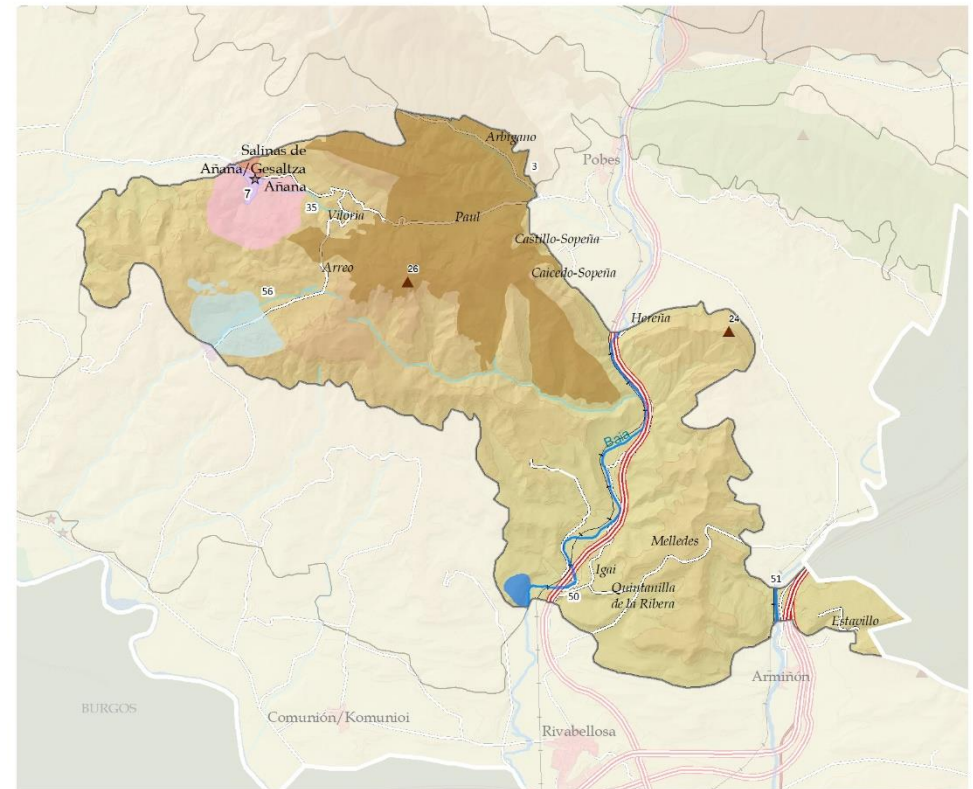 Arbigano
Salinas de
Añana/Gesaltza
Añana
3
Pobes
7
35
Viloria
Paul
Castillo-Sopeña
Arreo
26
Caicedo-Sopeña
56
Hereña
24
Baia
Melledes
Igai
50
Quintanilla
de la Ribera
51
Estavillo
Armiñón
BURGOS
Comunión/Komunioi
Rivabellosa